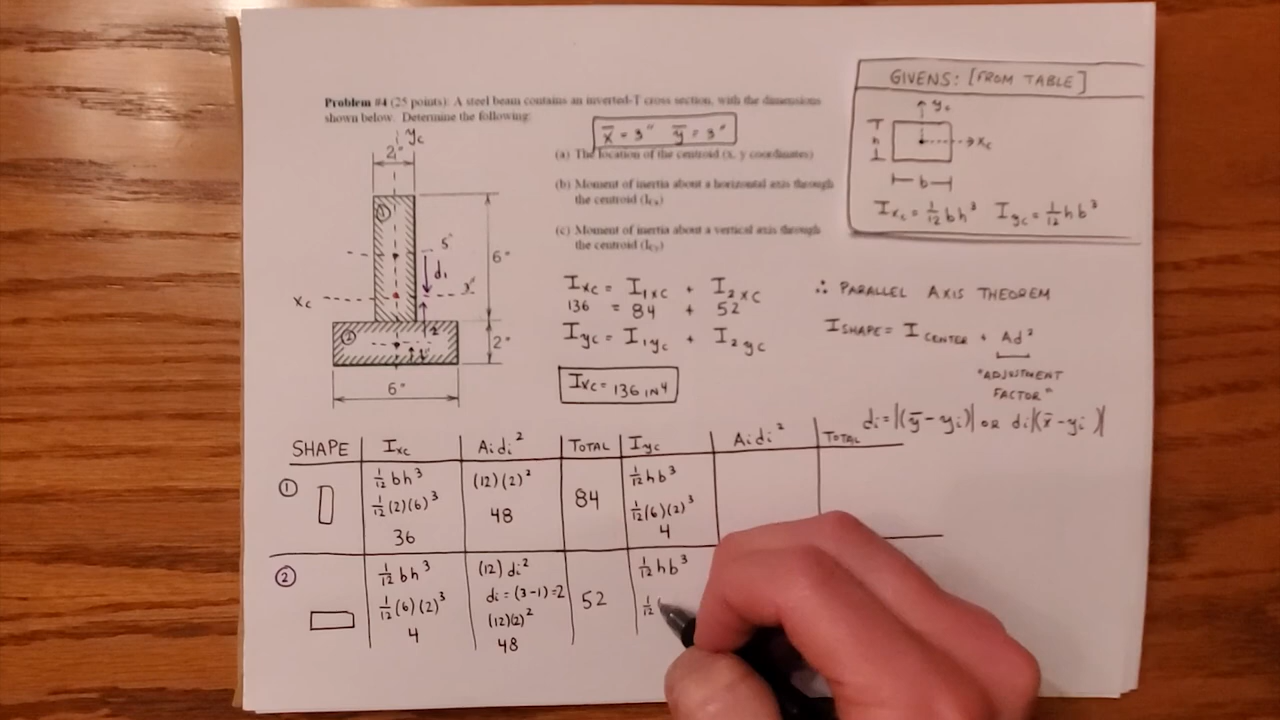 Problem #4 (25 points): A steel beam contains an inverted-T cross section, with the dimensions
shown below. Determine the following:
x̅ = 3" y̅ = 3"
(a) The location of the centroid (x, y coordinates)
(b) Moment of inertia about a horizontal axis through
the centroid (I_Cx)
(c) Moment of inertia about a vertical axis through
the centroid (I_Cy)
yc
2"
①
5"
d₁
6"
xc
3"
②
2"
1"
6"
GIVENS: [FROM TABLE]
yc
h
xc
b
Ixc = 1/12 bh³ Iyc = 1/12 hb³
Ixc = I1xc + I2xc
136 = 84 + 52
Iyc = I1yc + I2yc
Ixc = 136 IN⁴
∴ PARALLEL AXIS THEOREM
I SHAPE = I CENTER + Ad²
"ADJUSTMENT
FACTOR"
di = |(y̅ - yi)| OR di|(x̅ - yi)|
SHAPE Ixc Aidi² TOTAL Iyc Aidi² TOTAL
①
1/12 bh³
1/12 (2)(6)³
36
(12)(2)²
48
84
1/12 hb³
1/12 (6)(2)³
4
②
1/12 bh³
1/12 (6)(2)³
4
(12) di²
di = (3-1) = 2
(12)(2)²
48
52
1/12 hb³
1/12 (